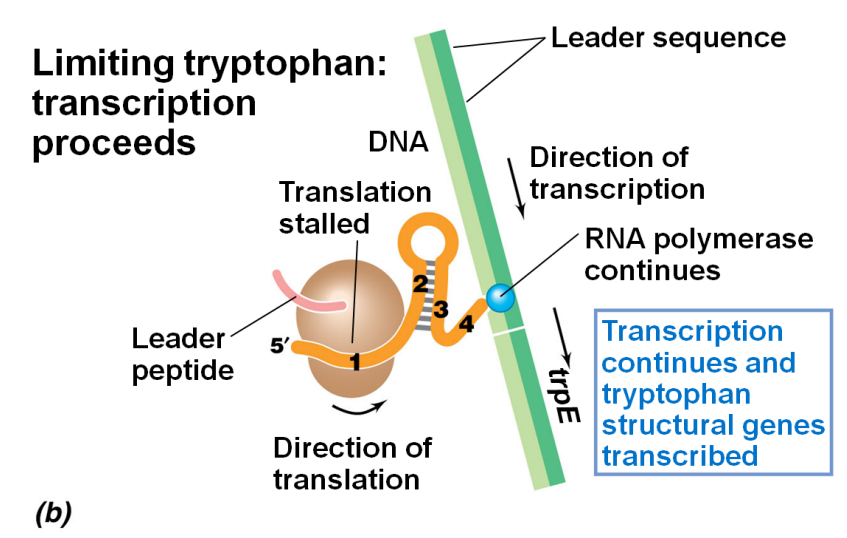 Limiting tryptophan:
transcription
proceeds
Leader sequence
DNA
Direction of
transcription
Translation
stalled
RNA polymerase
continues
2
3
4
Leader
peptide
5′
1
Transcription
continues and
tryptophan
structural genes
transcribed
trpE
Direction of
translation
(b)